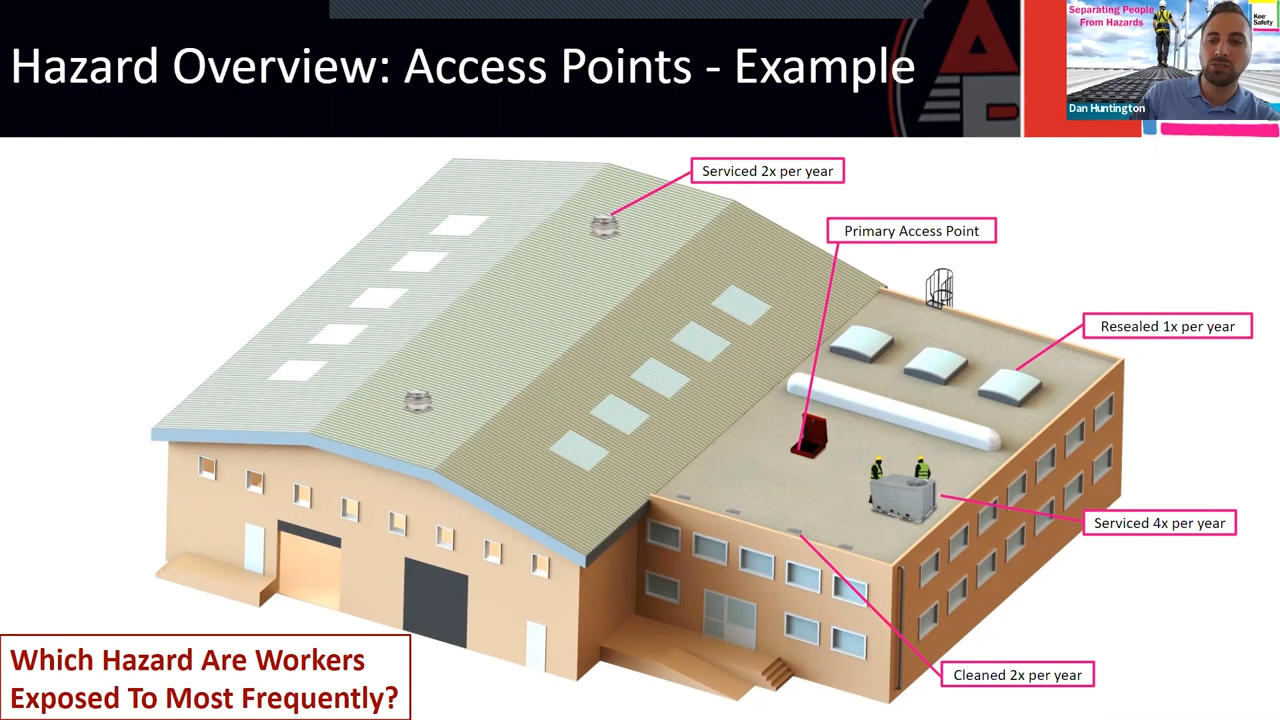 Hazard Overview: Access Points - Example
Separating People
From Hazards
Kee
Safety
Dan Huntington
Serviced 2x per year
Primary Access Point
Resealed 1x per year
Serviced 4x per year
Cleaned 2x per year
Which Hazard Are Workers
Exposed To Most Frequently?